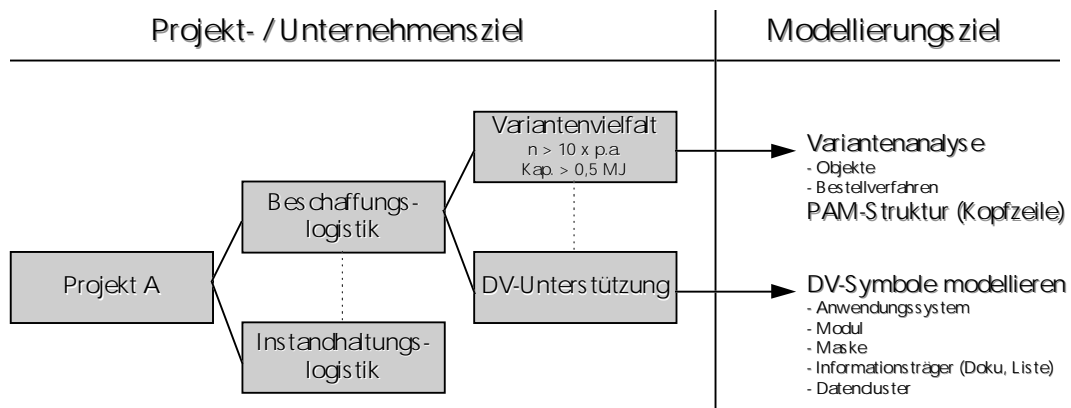 Projekt- / Unternehmensziel
Modellierungsziel
Variantenvielfalt
n > 10 x p.a.
Kap. > 0,5 MJ
Variantenanalyse
- Objekte
- Bestellverfahren
PAM-Struktur (Kopfzeile)
Beschaffungs-
logistik
Projekt A
DV-Unterstützung
DV-Symbole modellieren
- Anwendungssystem
- Modul
- Maske
- Informationsträger (Doku, Liste)
- Datencluster
Instandhaltungs-
logistik